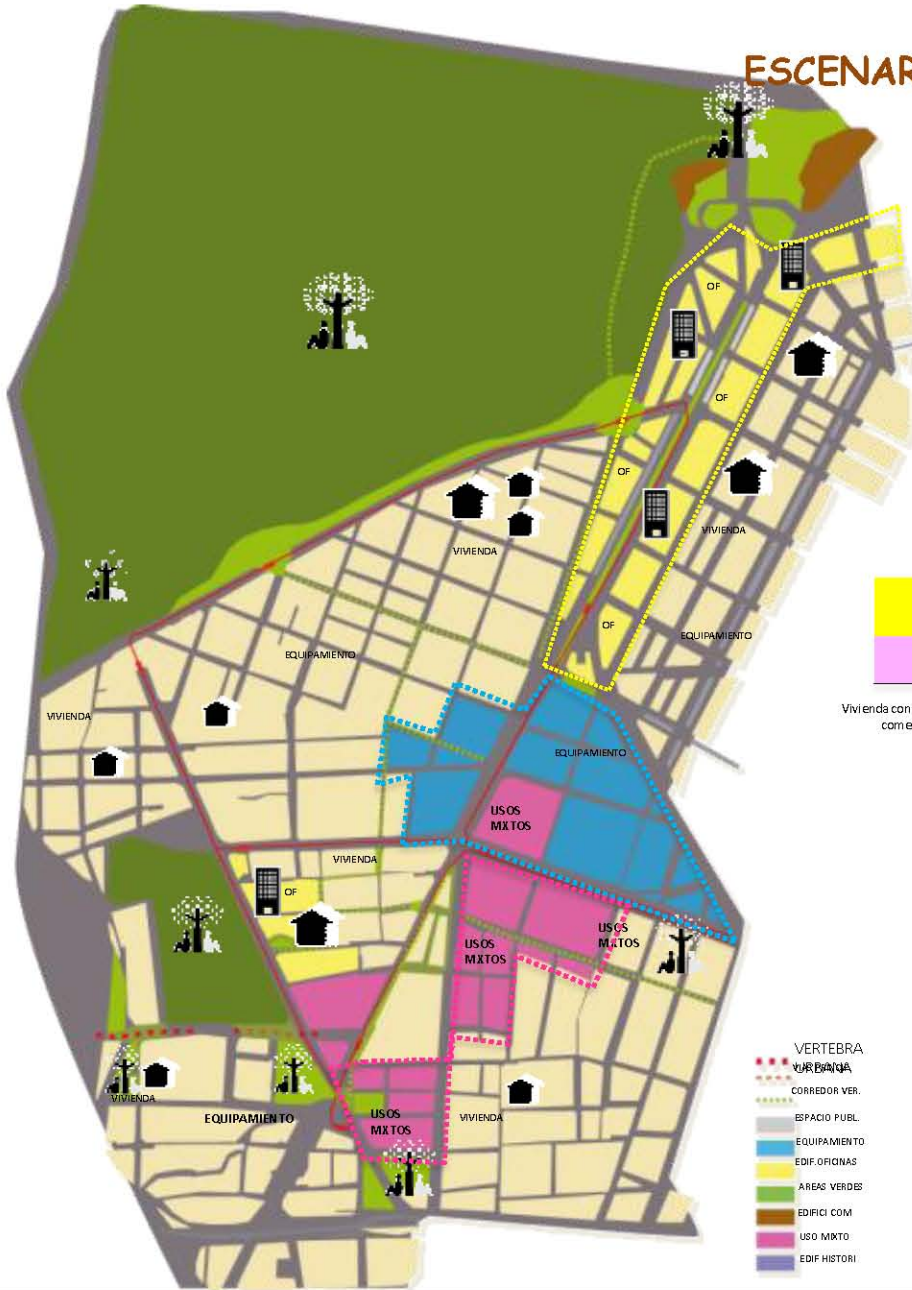 ESCENAR
OF
OF
OF
VIVIENDA
VIVIENDA
OF
EQUIPAMIENTO
EQUIPAMIENTO
VIVIENDA
Vivienda con
come
EQUIPAMIENTO
USOS
MXTOS
VIVIENDA
OF
USOS
MXTOS
USOS
MXTOS
VIVIENDA
EQUIPAMIENTO
USOS
MXTOS
VIVIENDA
VERTEBRA
CORREDOR VER.
ESPACIO PUBL.
EQUIPAMIENTO
EDIF.OFICINAS
AREAS VERDES
EDIFICI COM
USO MIXTO
EDIF HISTORI